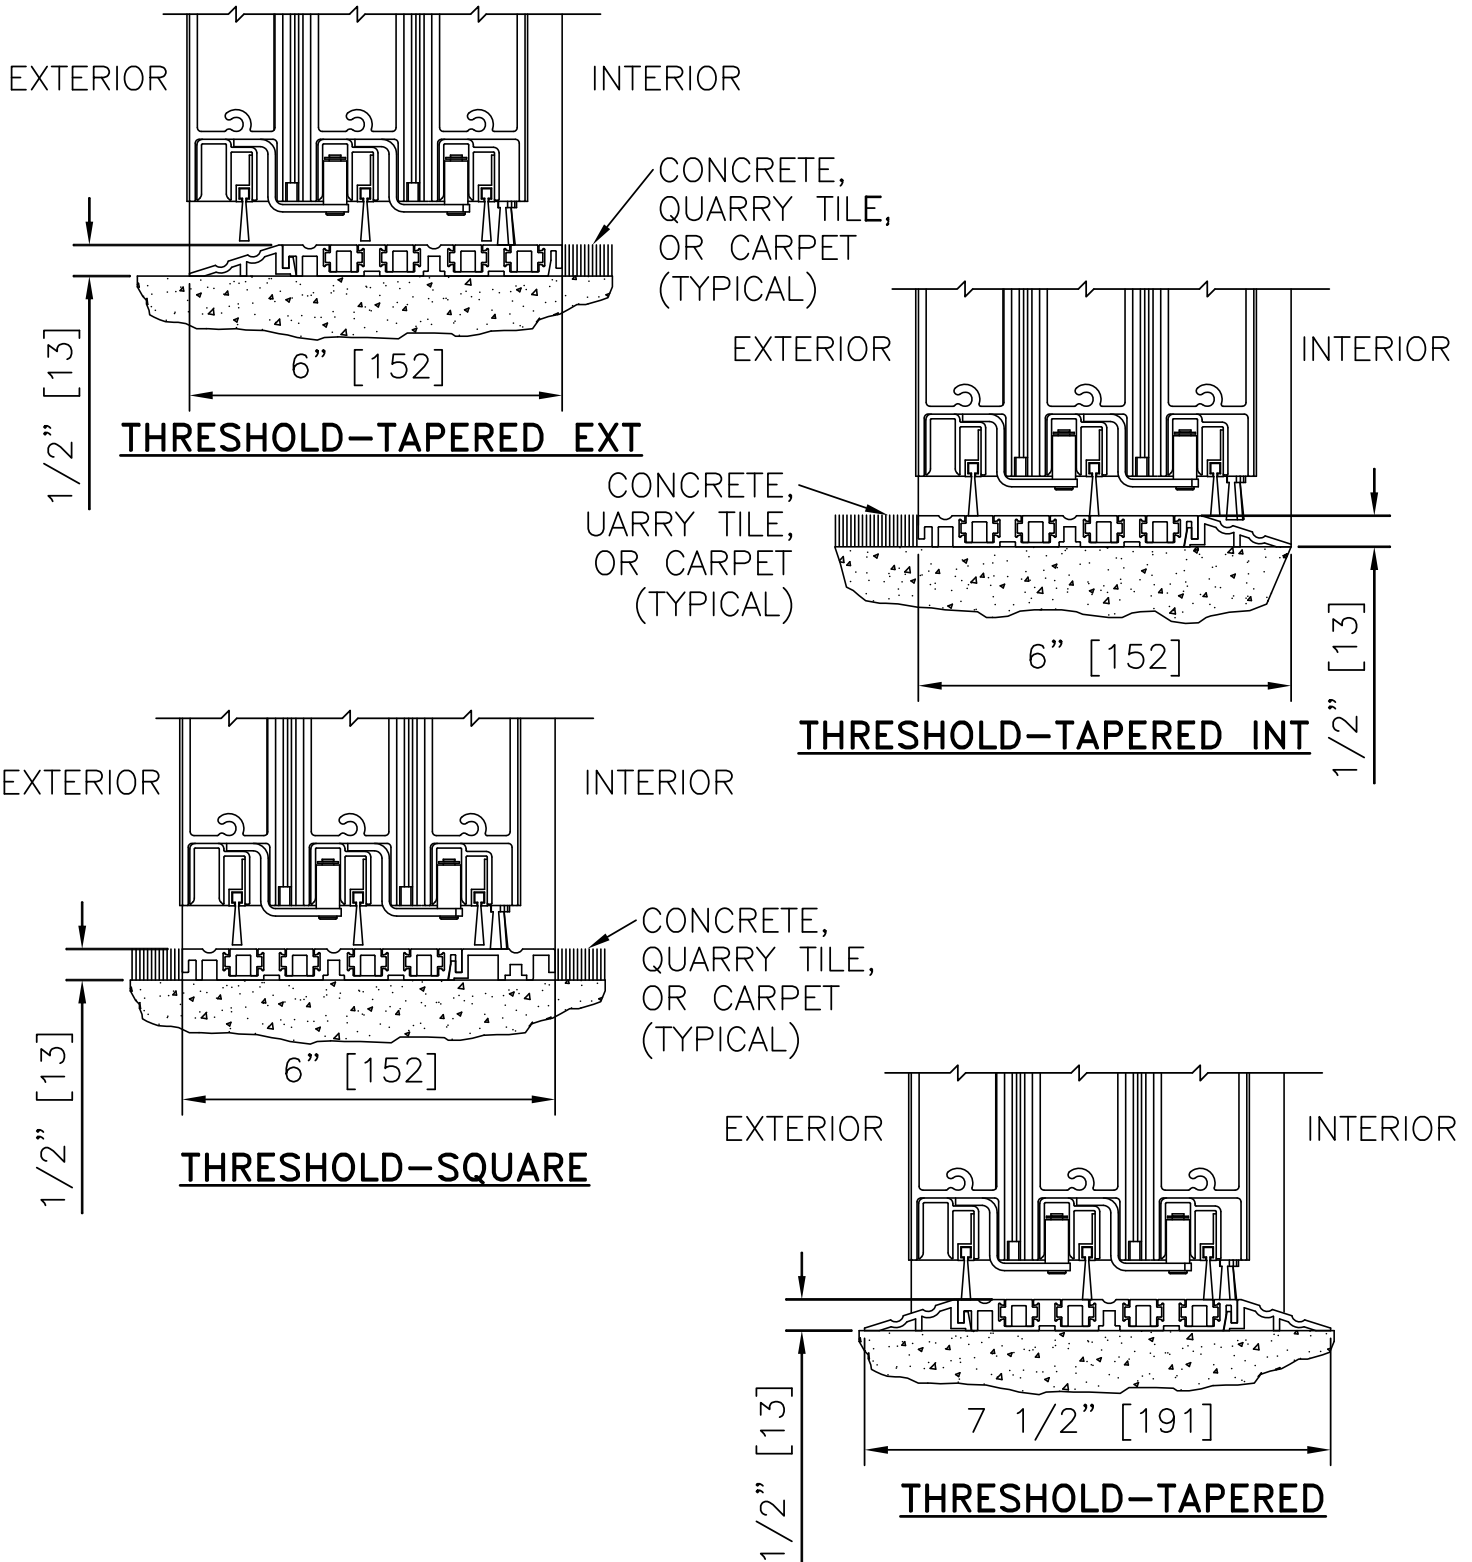 EXTERIOR
INTERIOR
CONCRETE,
QUARRY TILE,
OR CARPET
(TYPICAL)
1/2” [13]
6” [152]
THRESHOLD-TAPERED EXT
EXTERIOR
INTERIOR
CONCRETE,
UARRY TILE,
OR CARPET
(TYPICAL)
6” [152]
1/2” [13]
THRESHOLD-TAPERED INT
EXTERIOR
INTERIOR
CONCRETE,
QUARRY TILE,
OR CARPET
(TYPICAL)
1/2” [13]
6” [152]
THRESHOLD-SQUARE
EXTERIOR
INTERIOR
1/2” [13]
7 1/2” [191]
THRESHOLD-TAPERED